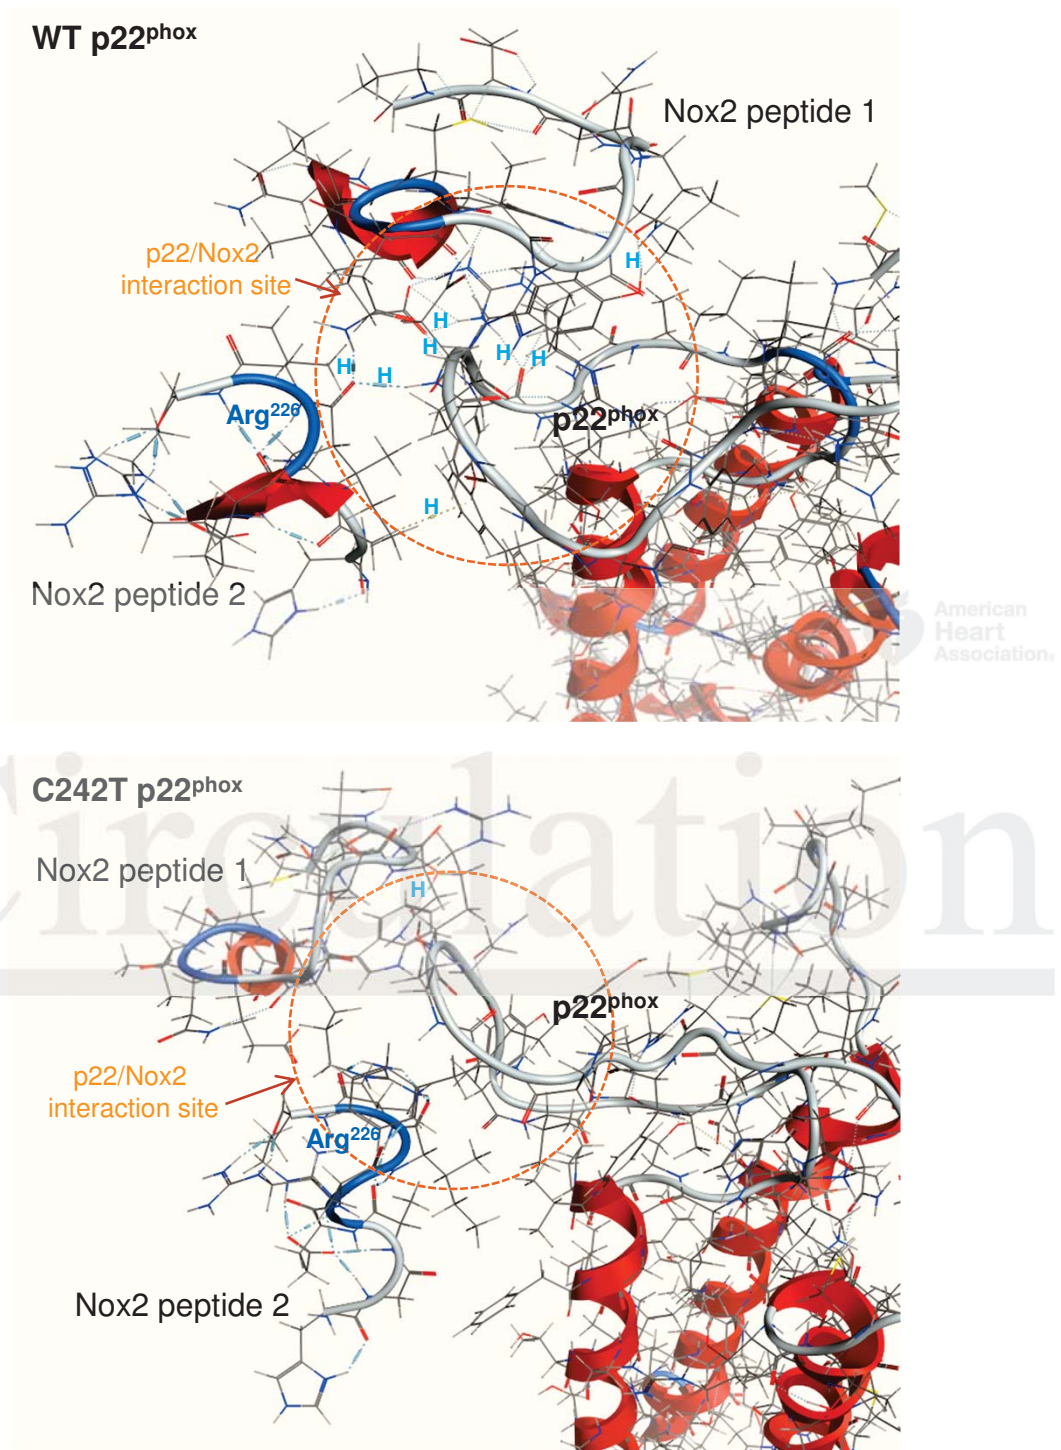 WT p22phox
Nox2 peptide 1
p22/Nox2
interaction site
H
H
H
H
H
H
H
Arg226
p22phox
H
Nox2 peptide 2
American
Heart
Association®
Circulation
C242T p22phox
Nox2 peptide 1
H
p22phox
p22/Nox2
interaction site
Arg226
Nox2 peptide 2